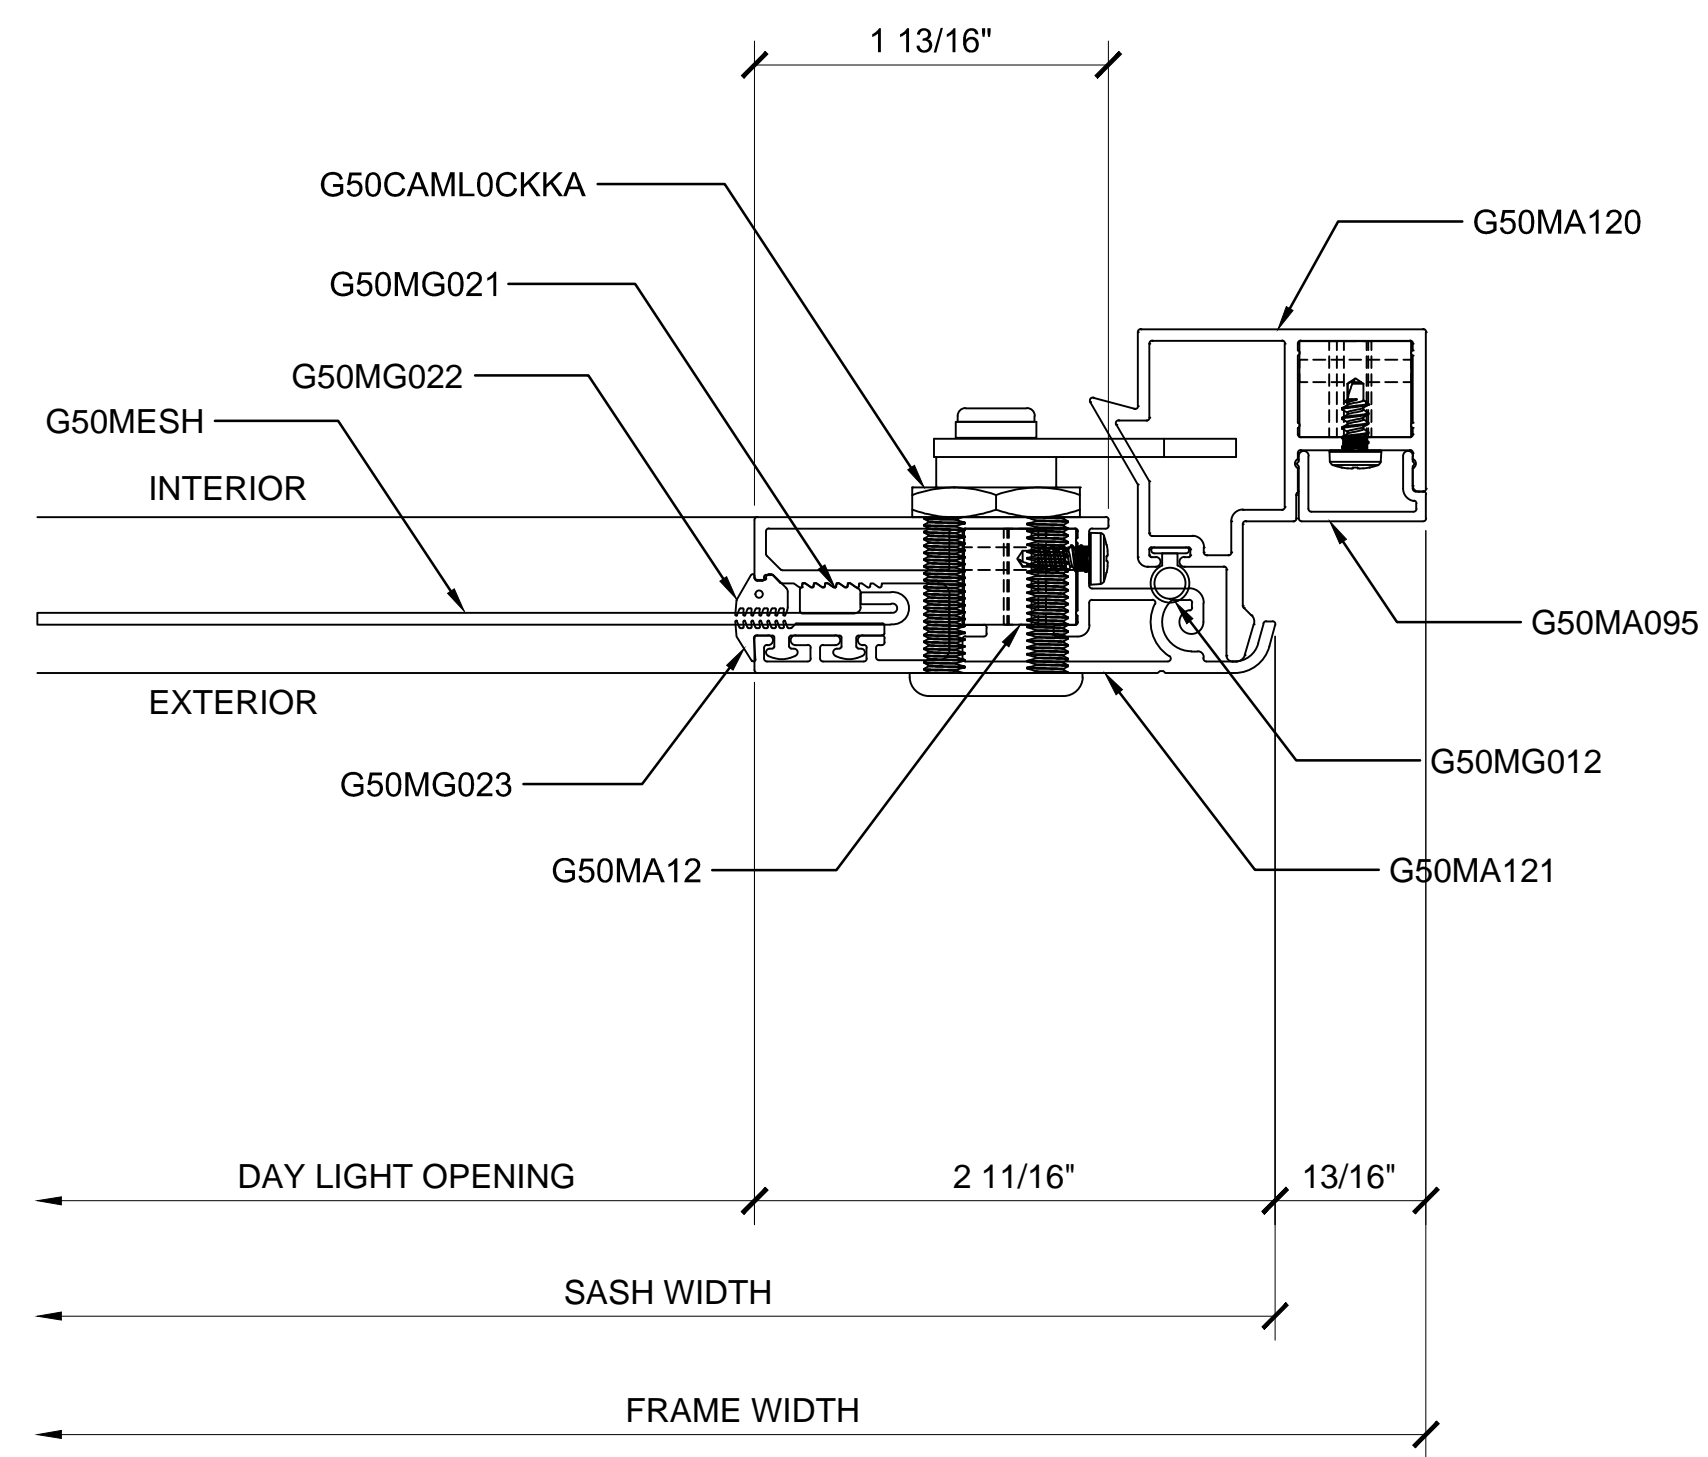 1 13/16"
G50CAML0CKKA
G50MA120
G50MG021
G50MG022
G50MESH
INTERIOR
G50MA095
EXTERIOR
G50MG012
G50MG023
G50MA12
G50MA121
DAY LIGHT OPENING
2 11/16"
13/16"
SASH WIDTH
FRAME WIDTH